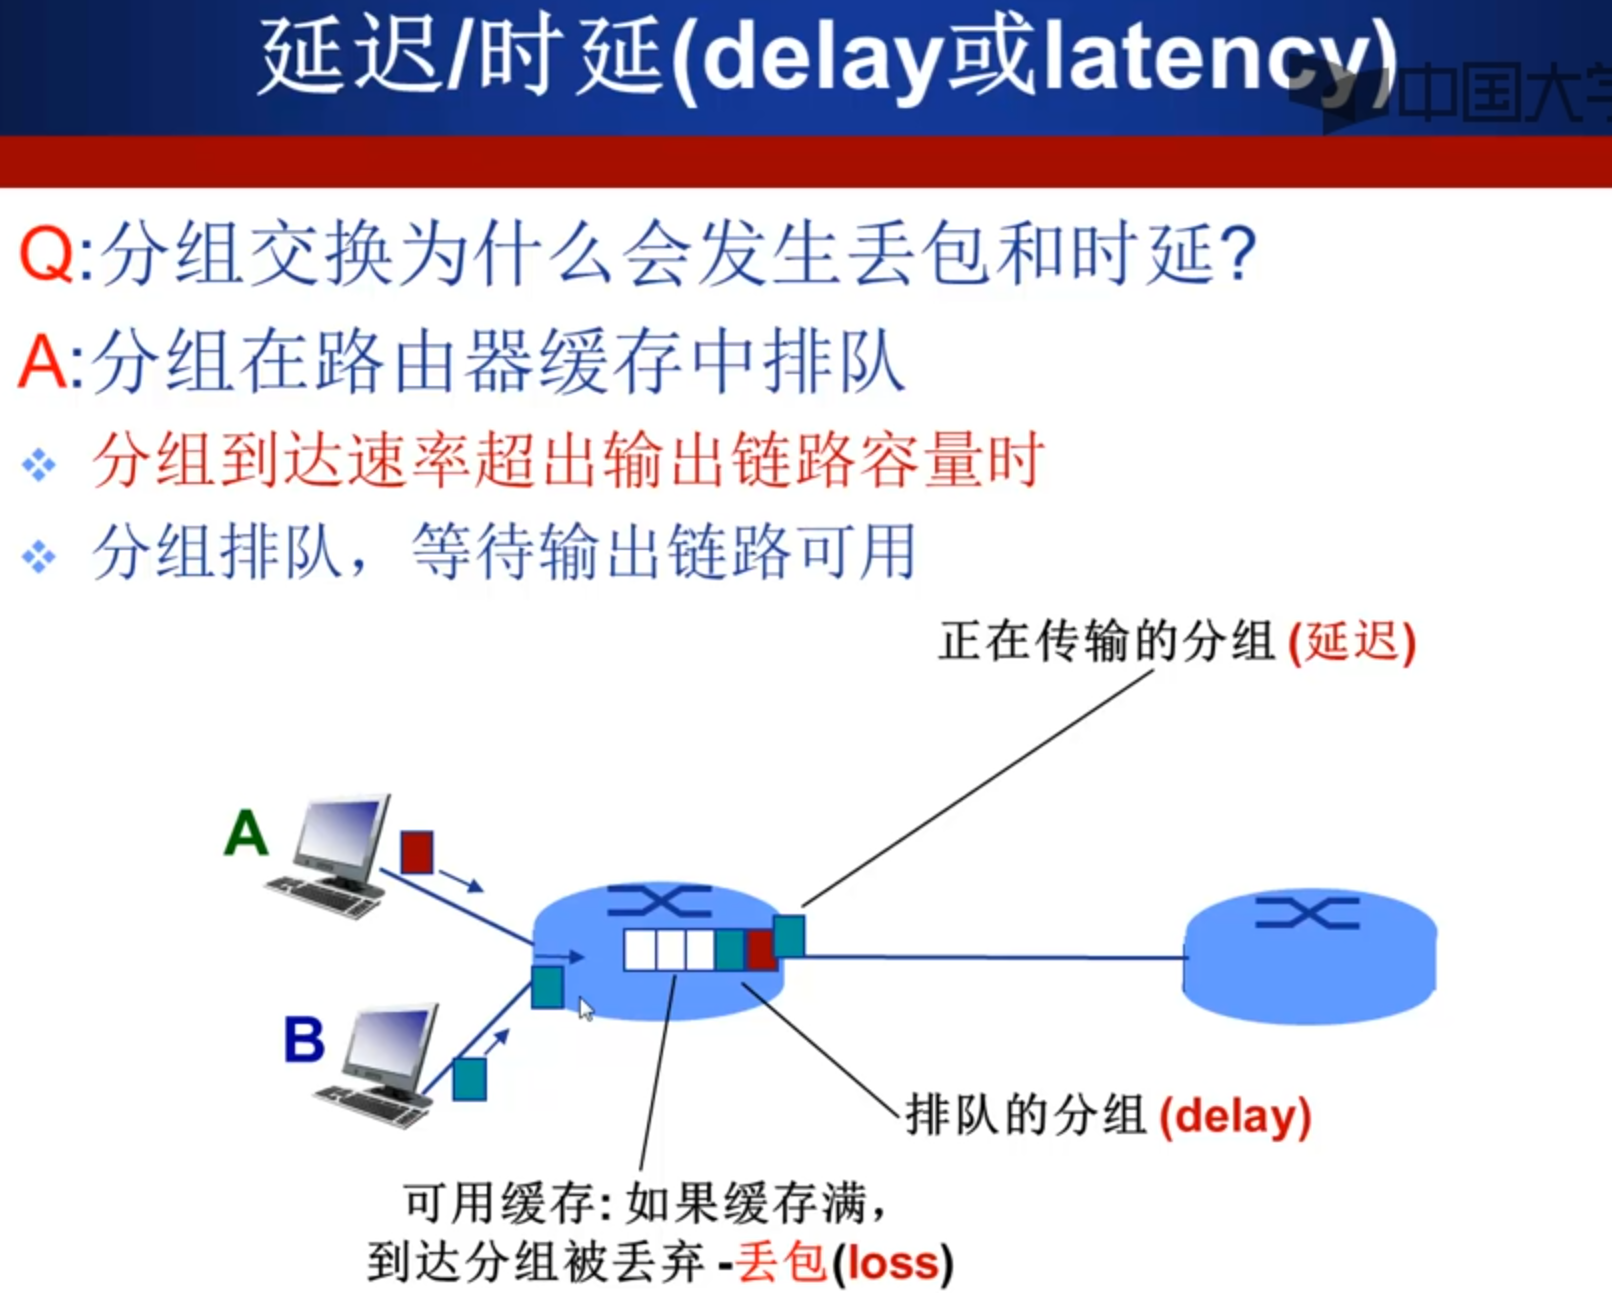 延迟/时延(delay或latency)
中国大学
Q:分组交换为什么会发生丢包和时延?
A:分组在路由器缓存中排队
分组到达速率超出输出链路容量时
分组排队，等待输出链路可用
正在传输的分组(延迟)
A
B
排队的分组(delay)
可用缓存:如果缓存满，
到达分组被丢弃-丢包(loss)